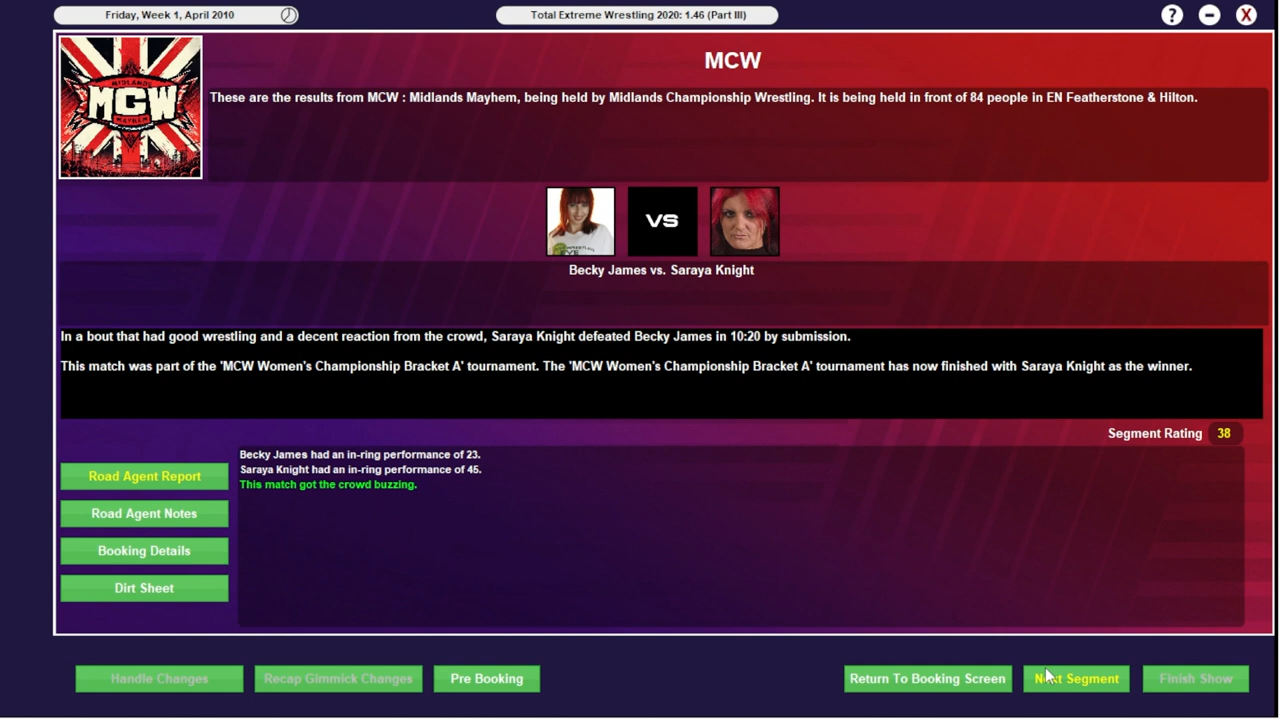 Friday, Week 1, April 2010
Total Extreme Wrestling 2020: 1.46 (Part III)
? - X
MCW
MIDLANDS
MCW
MAYHEM
These are the results from MCW : Midlands Mayhem, being held by Midlands Championship Wrestling. It is being held in front of 84 people in EN Featherstone & Hilton.
VS
Becky James vs. Saraya Knight
In a bout that had good wrestling and a decent reaction from the crowd, Saraya Knight defeated Becky James in 10:20 by submission.
This match was part of the 'MCW Women's Championship Bracket A' tournament. The 'MCW Women's Championship Bracket A' tournament has now finished with Saraya Knight as the winner.
Segment Rating 38
Becky James had an in-ring performance of 23.
Saraya Knight had an in-ring performance of 45.
This match got the crowd buzzing.
Road Agent Report
Road Agent Notes
Booking Details
Dirt Sheet
Handle Changes
Recap Gimmick Changes
Pre Booking
Return To Booking Screen
Next Segment
Finish Show